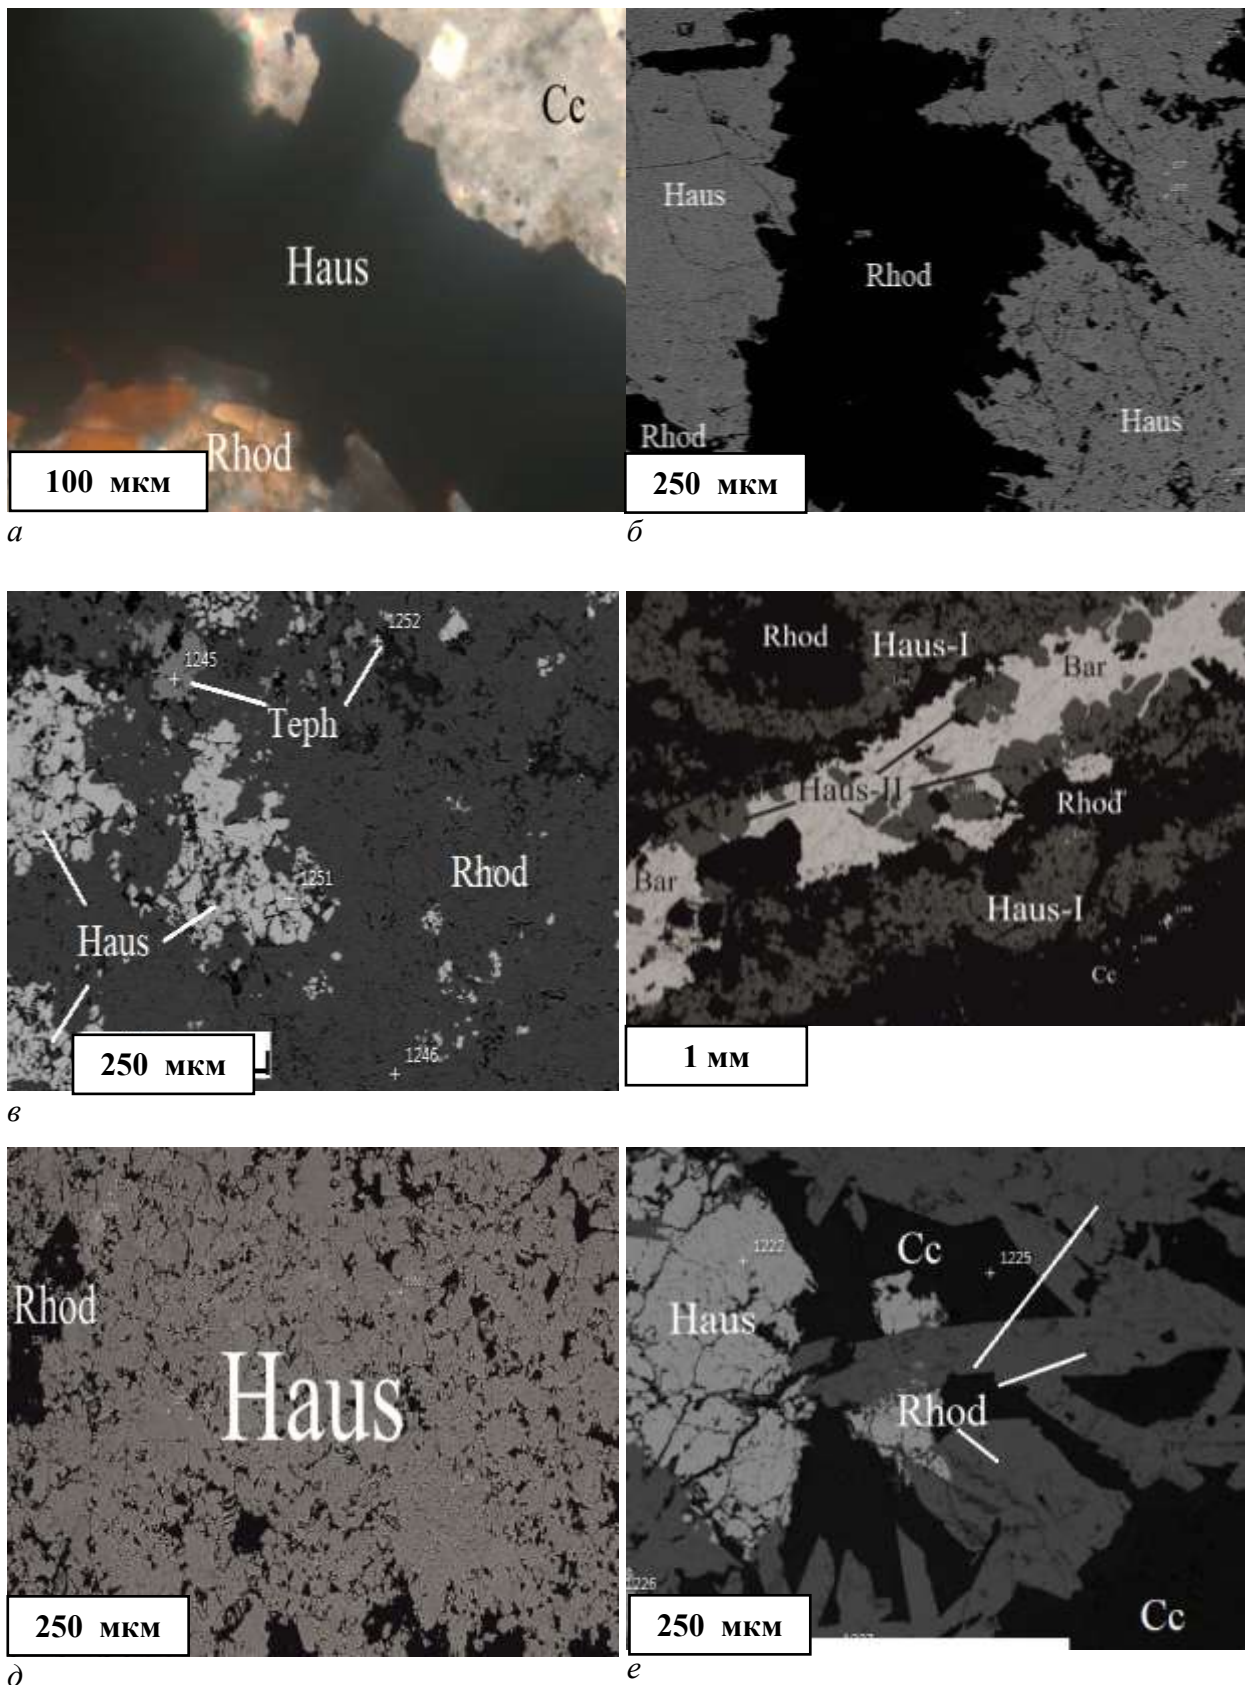 Cc
Haus
Rhod
100 мкм
а
Haus
Rhod
Haus
Rhod
250 мкм
б
1252
1245
Teph
Rhod
1251
Haus
1246
250 мкм
в
Rhod
Haus-I
Bar
Haus-II
Rhod
Bar
Haus-I
Cc
1 мм
Rhod
Haus
250 мкм
д
Cc
1222
1225
Haus
Rhod
1226
250 мкм
Cc
е